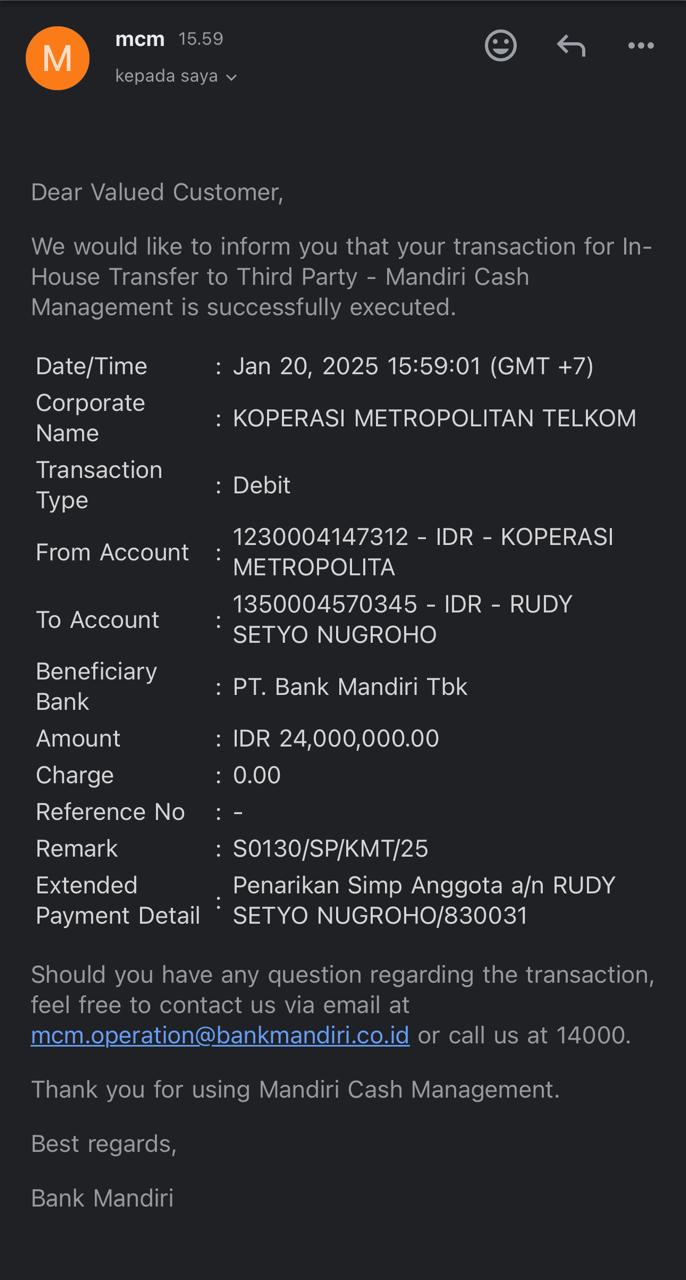 M
mcm 15.59
kepada saya
Dear Valued Customer,
We would like to inform you that your transaction for In-
House Transfer to Third Party - Mandiri Cash
Management is successfully executed.
Date/Time : Jan 20, 2025 15:59:01 (GMT +7)
Corporate
Name : KOPERASI METROPOLITAN TELKOM
Transaction
Type : Debit
From Account : 1230004147312 - IDR - KOPERASI
METROPOLITA
To Account : 1350004570345 - IDR - RUDY
SETYO NUGROHO
Beneficiary
Bank : PT. Bank Mandiri Tbk
Amount : IDR 24,000,000.00
Charge : 0.00
Reference No : -
Remark : S0130/SP/KMT/25
Extended
Payment Detail : Penarikan Simp Anggota a/n RUDY
SETYO NUGROHO/830031
Should you have any question regarding the transaction,
feel free to contact us via email at
mcm.operation@bankmandiri.co.id or call us at 14000.
Thank you for using Mandiri Cash Management.
Best regards,
Bank Mandiri